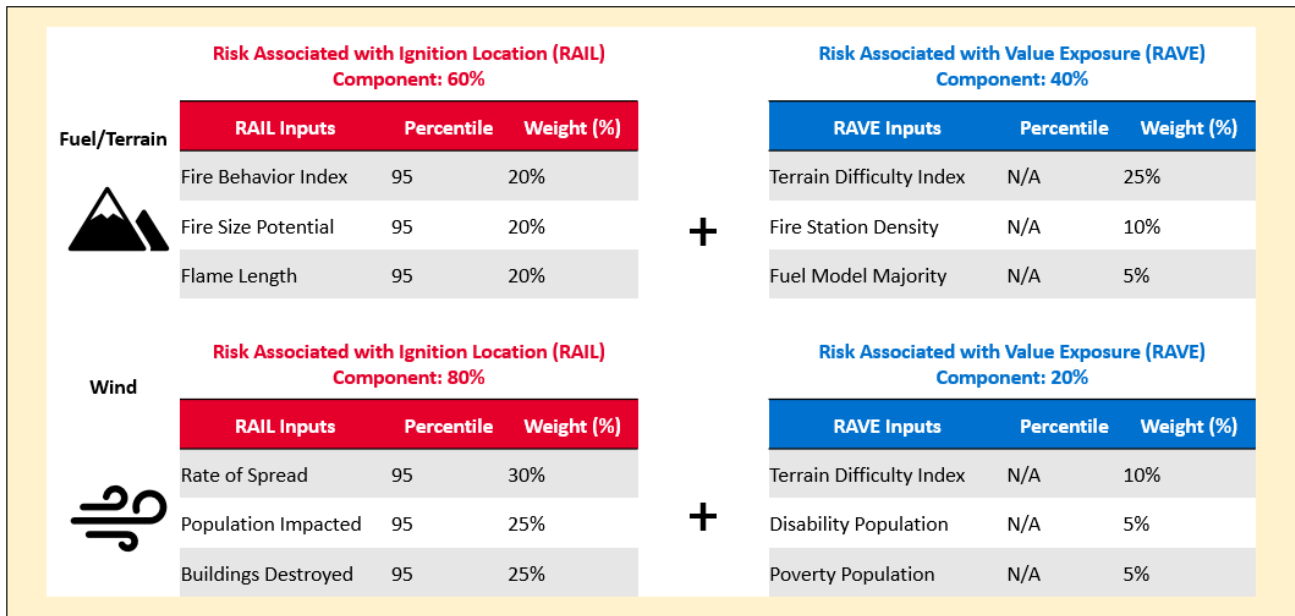 Risk Associated with Ignition Location (RAIL)
Component: 60%
Risk Associated with Value Exposure (RAVE)
Component: 40%
Fuel/Terrain
RAIL Inputs Percentile Weight (%)
Fire Behavior Index 95 20%
Fire Size Potential 95 20%
Flame Length 95 20%
+
RAVE Inputs Percentile Weight (%)
Terrain Difficulty Index N/A 25%
Fire Station Density N/A 10%
Fuel Model Majority N/A 5%
Risk Associated with Ignition Location (RAIL)
Component: 80%
Risk Associated with Value Exposure (RAVE)
Component: 20%
Wind
RAIL Inputs Percentile Weight (%)
Rate of Spread 95 30%
Population Impacted 95 25%
Buildings Destroyed 95 25%
+
RAVE Inputs Percentile Weight (%)
Terrain Difficulty Index N/A 10%
Disability Population N/A 5%
Poverty Population N/A 5%